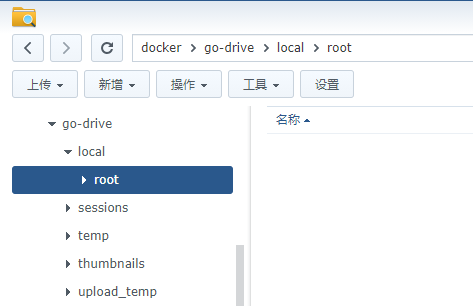 docker > go-drive > local > root
上传 新增 操作 工具 设置
go-drive
local
root
sessions
temp
thumbnails
upload_temp
名称